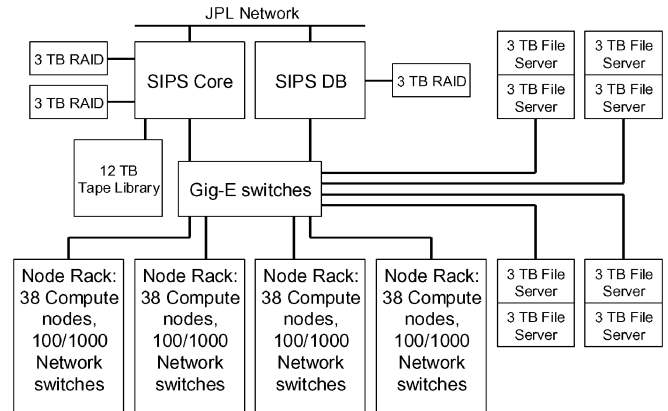 JPL Network
3 TB RAID
3 TB RAID
SIPS Core
SIPS DB
3 TB RAID
3 TB File
Server
3 TB File
Server
3 TB File
Server
3 TB File
Server
12 TB
Tape Library
Gig-E switches
Node Rack:
38 Compute
nodes,
100/1000
Network
switches
Node Rack:
38 Compute
nodes,
100/1000
Network
switches
Node Rack:
38 Compute
nodes,
100/1000
Network
switches
Node Rack:
38 Compute
nodes,
100/1000
Network
switches
3 TB File
Server
3 TB File
Server
3 TB File
Server
3 TB File
Server